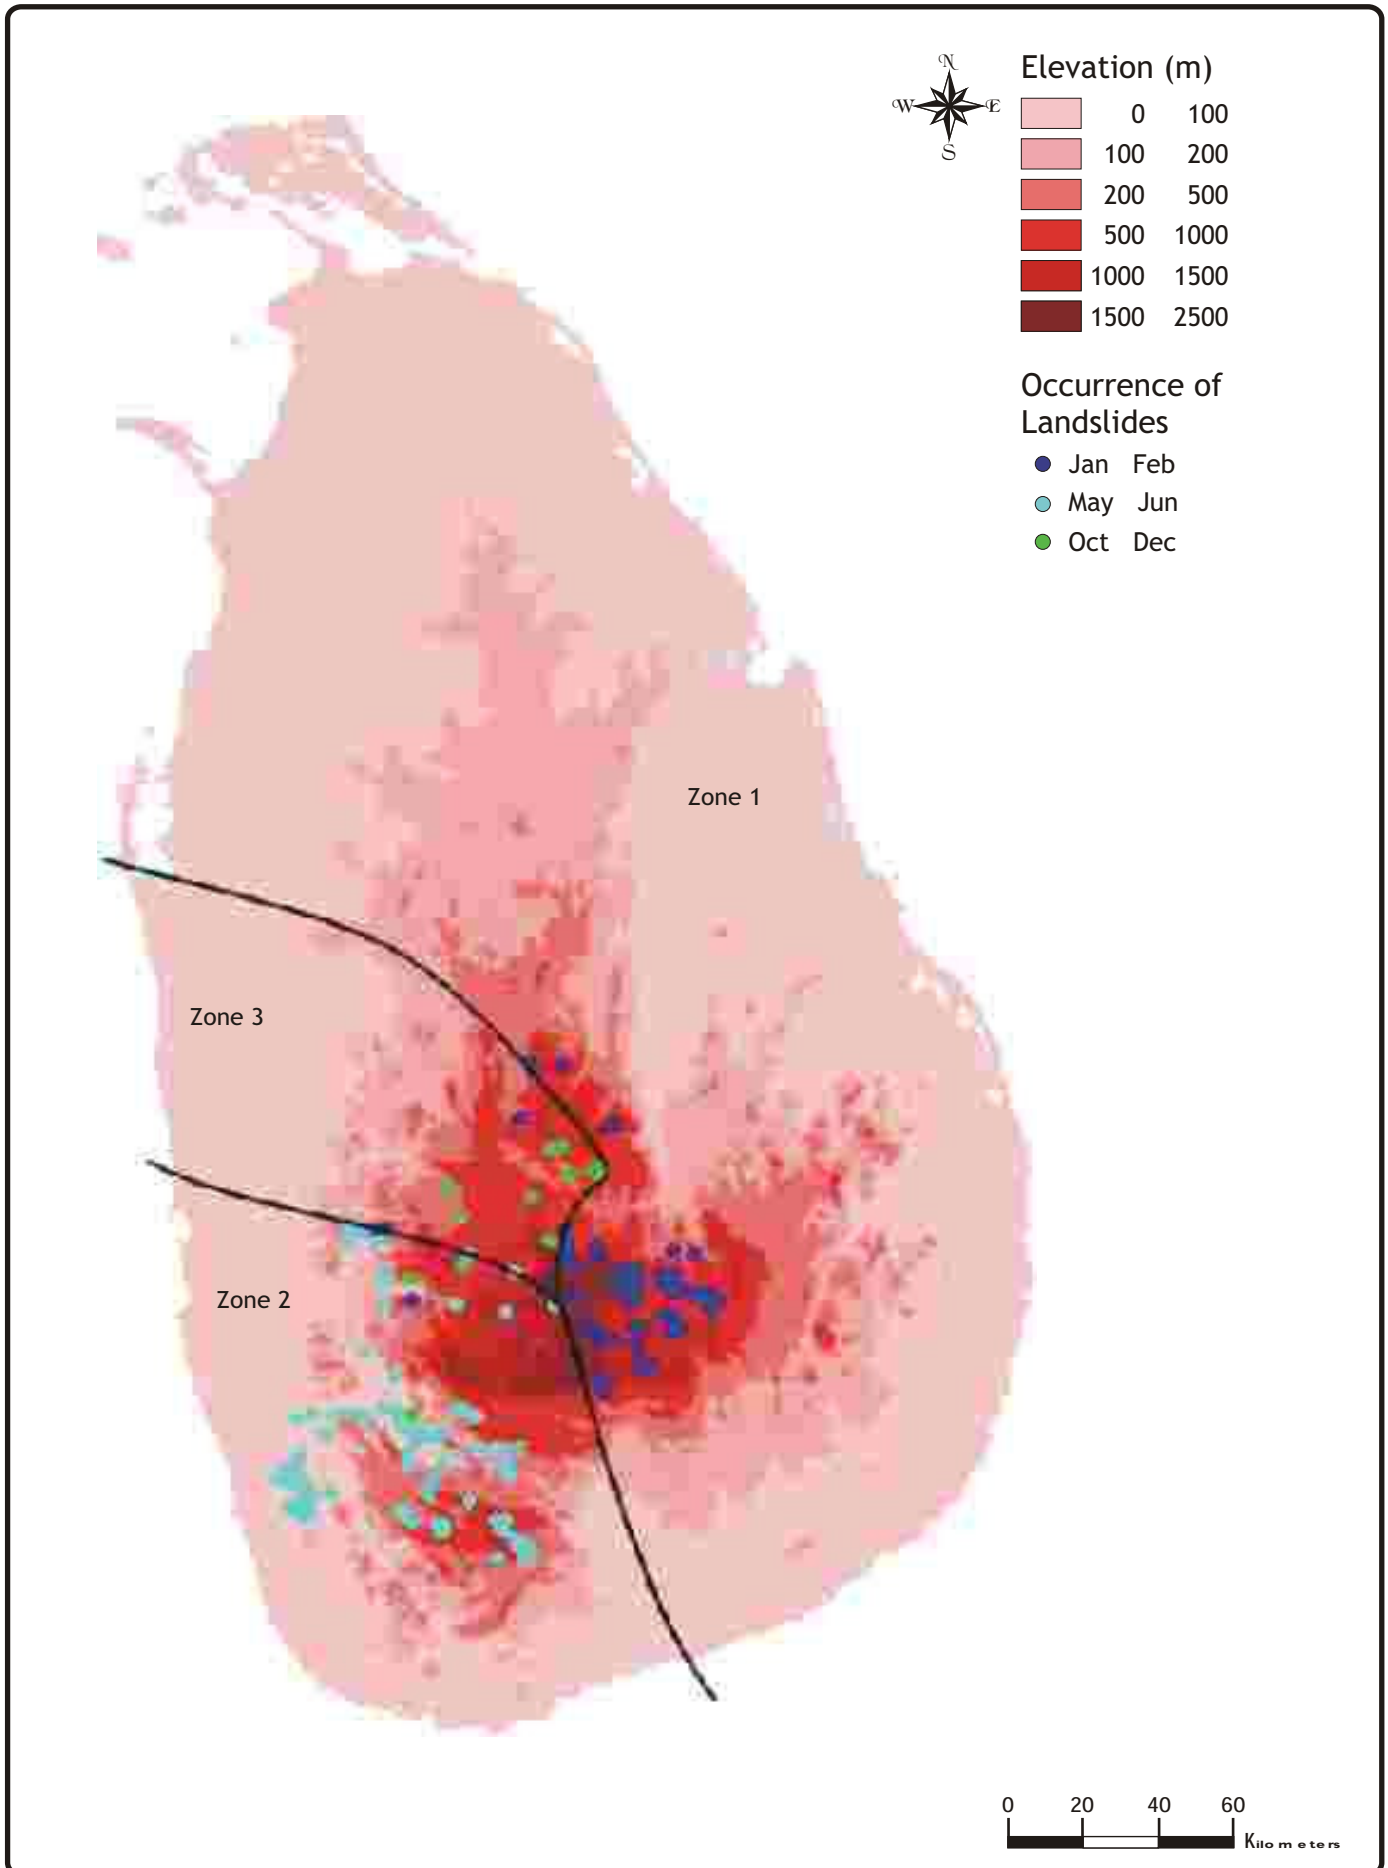 N
W E
S
Elevation (m)
0 100
100 200
200 500
500 1000
1000 1500
1500 2500
Occurrence of
Landslides
Jan Feb
May Jun
Oct Dec
Zone 1
Zone 3
Zone 2
0 20 40 60
Kilometers